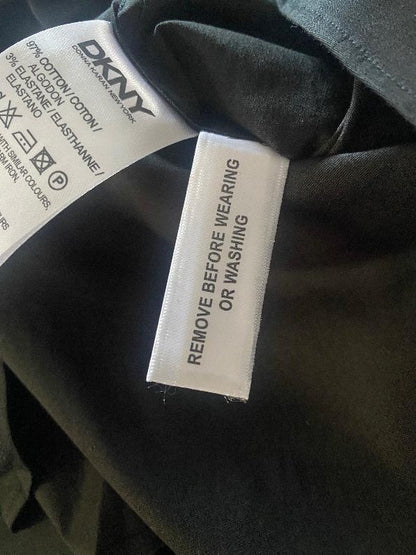 DKNY
DONNA KARAN NEW YORK
97% COTTON / COTON /
ALGODON
3% ELASTANE / ELASTHANNE /
ELASTANO
WITH SIMILAR COLOURS,
IRON.
REMOVE BEFORE WEARING
OR WASHING